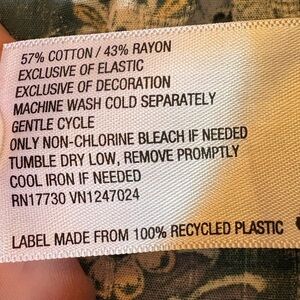 57% COTTON / 43% RAYON
EXCLUSIVE OF ELASTIC
EXCLUSIVE OF DECORATION
MACHINE WASH COLD SEPARATELY
GENTLE CYCLE
ONLY NON-CHLORINE BLEACH IF NEEDED
TUMBLE DRY LOW, REMOVE PROMPTLY
COOL IRON IF NEEDED
RN17730 VN1247024
LABEL MADE FROM 100% RECYCLED PLASTIC